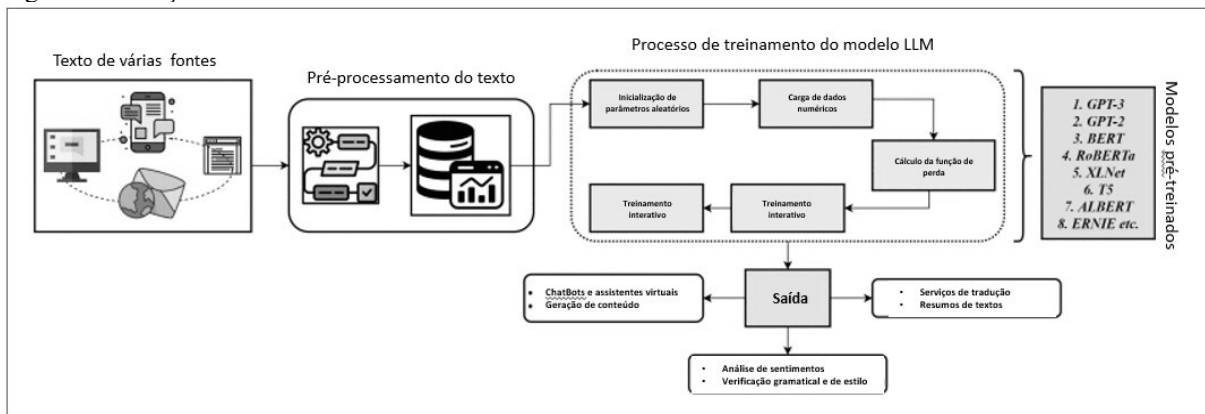 Texto de várias fontes
Pré-processamento do texto
Processo de treinamento do modelo LLM
Inicialização de
parâmetros aleatórios
Carga de dados
numéricos
Cálculo da função de
perda
Treinamento
interativo
Treinamento
interativo
1. GPT-3
2. GPT-2
3. BERT
4. RoBERTa
5. XLNet
6. T5
7. ALBERT
8. ERNIE etc.
Modelos pré-treinados
Saída
• ChatBots e assistentes virtuais
• Geração de conteúdo
• Serviços de tradução
• Resumos de textos
• Análise de sentimentos
• Verificação gramatical e de estilo